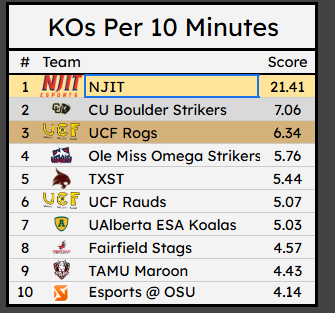 KOs Per 10 Minutes
# Team Score
1 NJIT ESPORTS NJIT 21.41
2 CU Boulder Strikers 7.06
3 UCF UCF Rogs 6.34
4 Ole Miss Omega Strikers 5.76
5 TXST 5.44
6 UCF UCF Rauds 5.07
7 A UAlberta ESA Koalas 5.03
8 Fairfield Stags 4.57
9 TAMU Maroon 4.43
10 Esports @ OSU 4.14